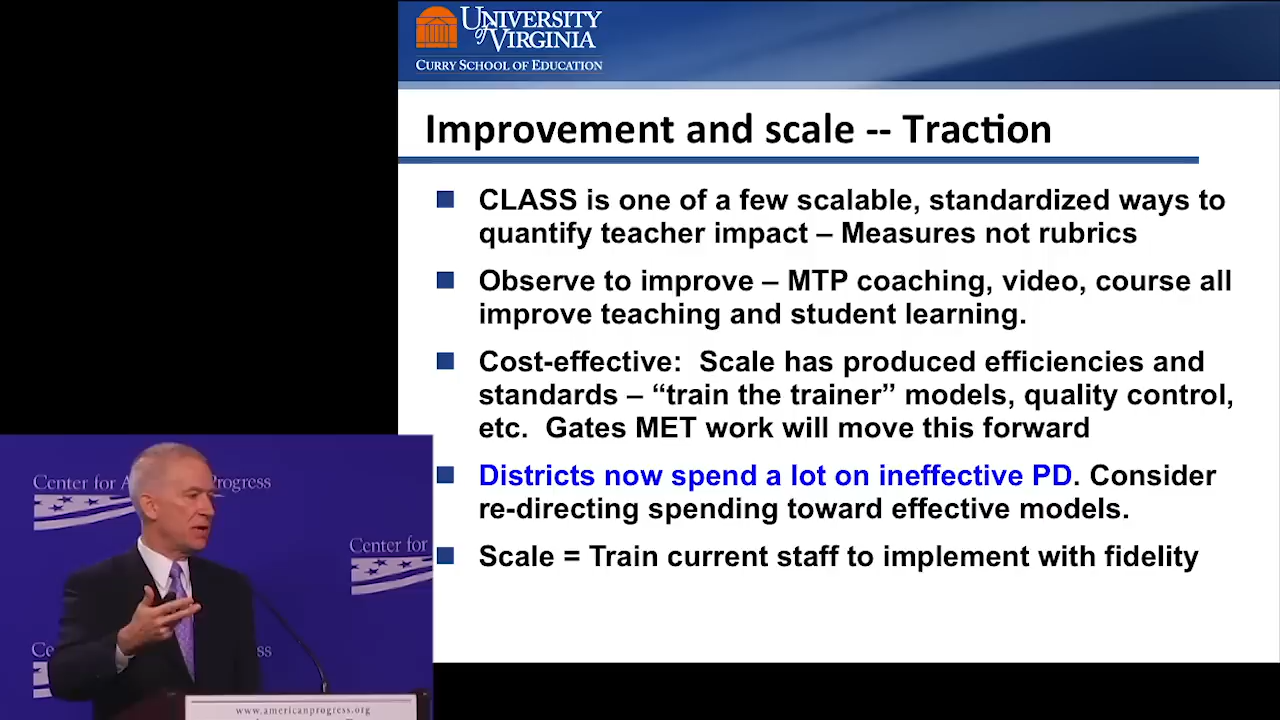 UNIVERSITY
of VIRGINIA
CURRY SCHOOL OF EDUCATION
Improvement and scale -- Traction
CLASS is one of a few scalable, standardized ways to
quantify teacher impact – Measures not rubrics
Observe to improve – MTP coaching, video, course all
improve teaching and student learning.
Cost-effective:  Scale has produced efficiencies and
standards – “train the trainer” models, quality control,
etc.  Gates MET work will move this forward
Districts now spend a lot on ineffective PD. Consider
re-directing spending toward effective models.
Scale = Train current staff to implement with fidelity
Center for A Progress
Center for
www.americanprogress.org